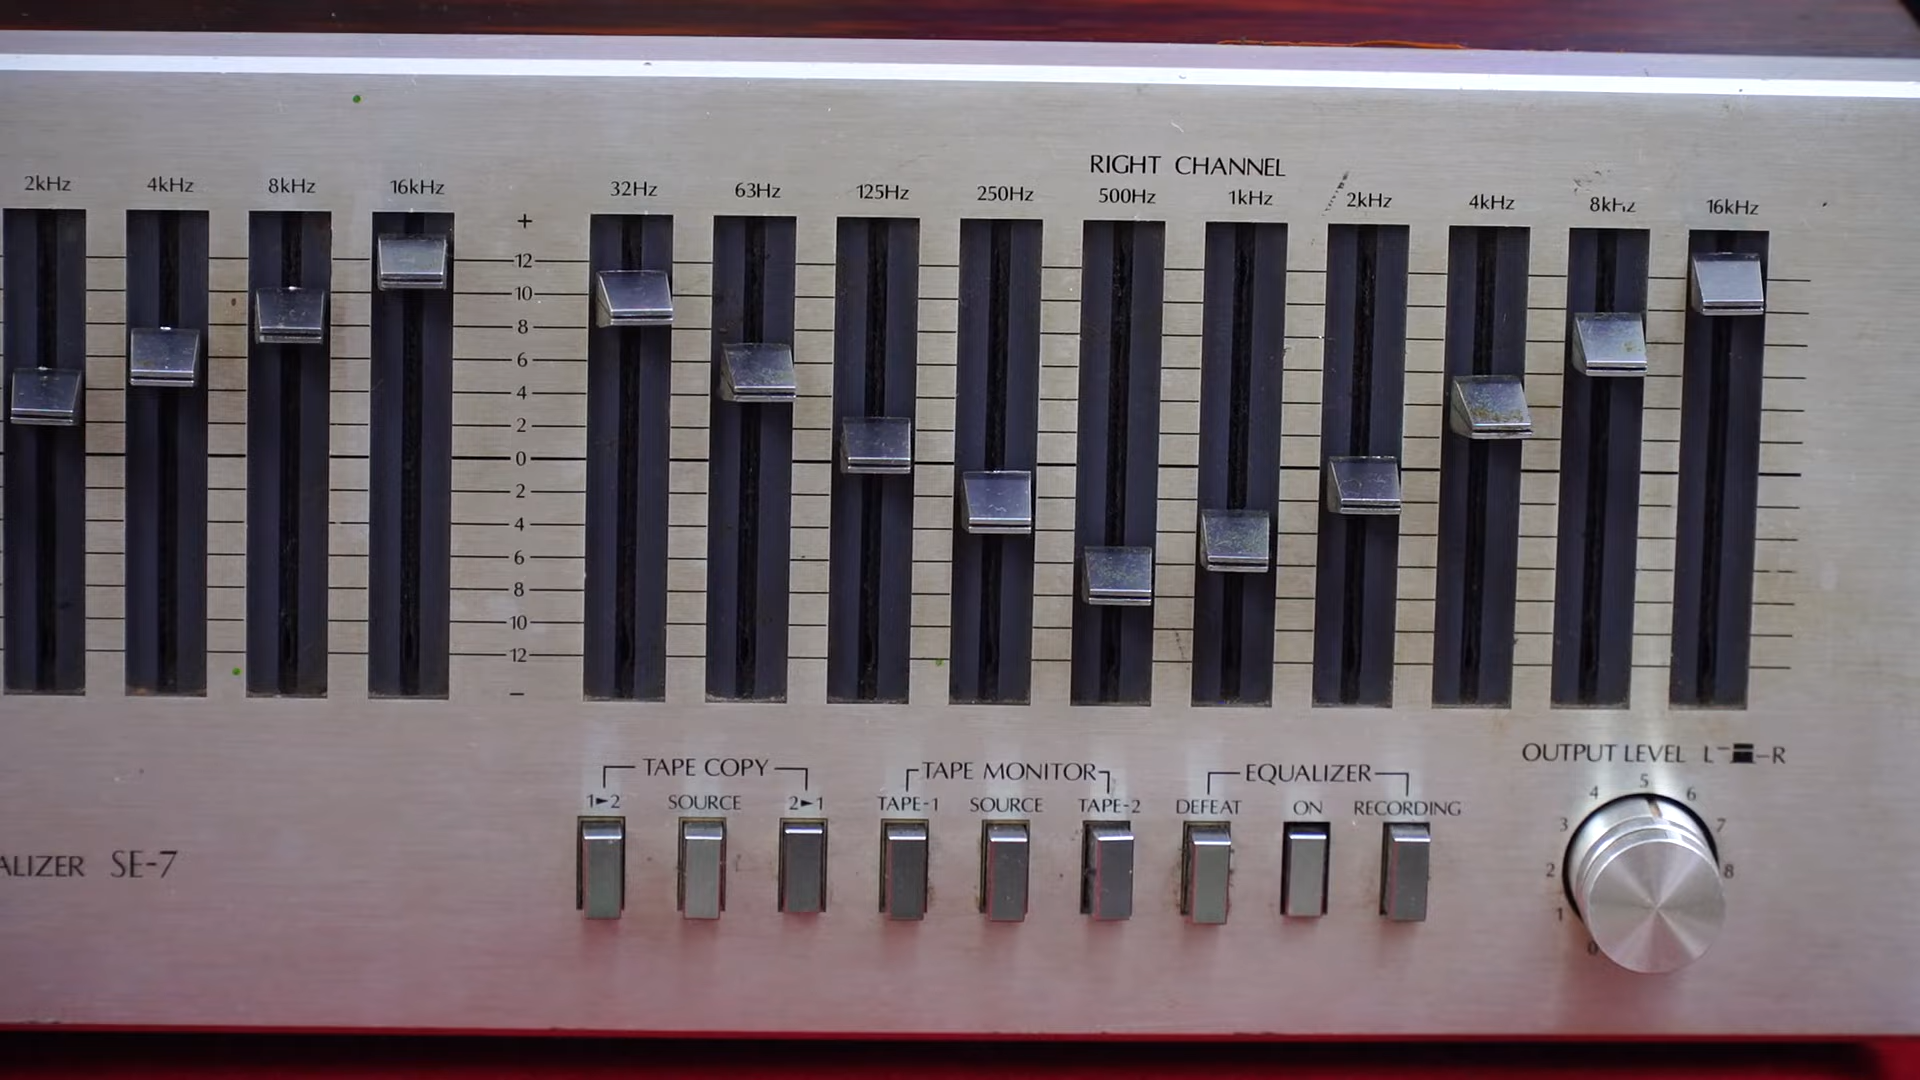 RIGHT CHANNEL
2kHz 4kHz 8kHz 16kHz 32Hz 63Hz 125Hz 250Hz 500Hz 1kHz 2kHz 4kHz 8kHz 16kHz
+
12
10
8
6
4
2
0
2
4
6
8
10
12
−
TAPE COPY TAPE MONITOR EQUALIZER OUTPUT LEVEL L R
1►2 SOURCE 2►1 TAPE-1 SOURCE TAPE-2 DEFEAT ON RECORDING
0 1 2 3 4 5 6 7 8
ALIZER SE-7